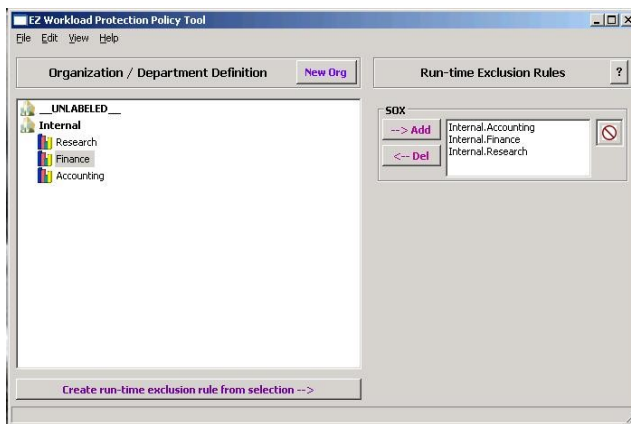 EZ Workload Protection Policy Tool
File Edit View Help
Organization / Department Definition
New Org
Run-time Exclusion Rules
?
__UNLABELED__
Internal
Research
Finance
Accounting
SOX
--> Add
<-- Del
Internal.Accounting
Internal.Finance
Internal.Research
Create run-time exclusion rule from selection -->